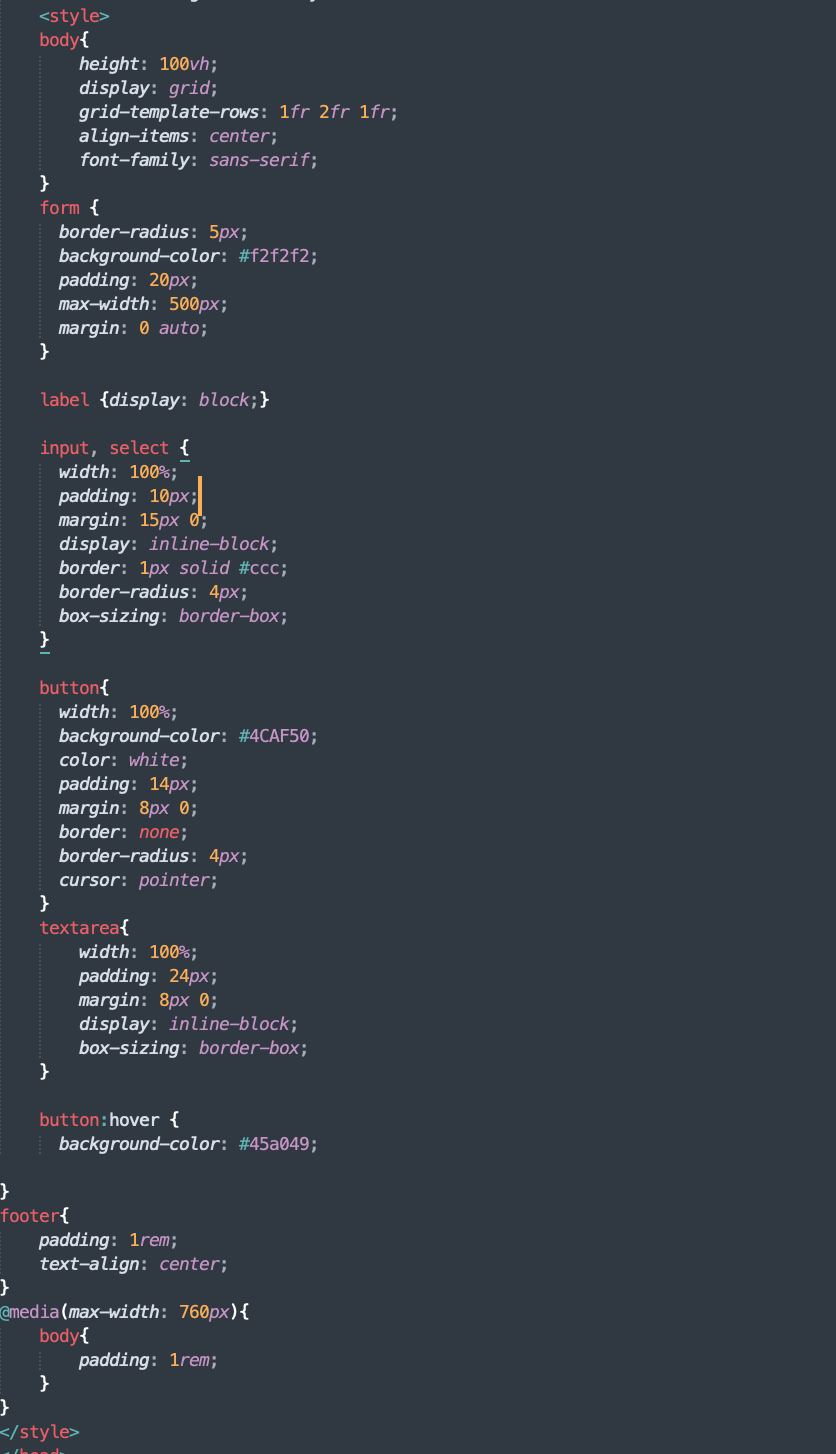 <style>
body{
height: 100vh;
display: grid;
grid-template-rows: 1fr 2fr 1fr;
align-items: center;
font-family: sans-serif;
}
form {
border-radius: 5px;
background-color: #f2f2f2;
padding: 20px;
max-width: 500px;
margin: 0 auto;
}
label {display: block;}
input, select {
width: 100%;
padding: 10px;
margin: 15px 0;
display: inline-block;
border: 1px solid #ccc;
border-radius: 4px;
box-sizing: border-box;
}
button{
width: 100%;
background-color: #4CAF50;
color: white;
padding: 14px;
margin: 8px 0;
border: none;
border-radius: 4px;
cursor: pointer;
}
textarea{
width: 100%;
padding: 24px;
margin: 8px 0;
display: inline-block;
box-sizing: border-box;
}
button:hover {
background-color: #45a049;
}
footer{
padding: 1rem;
text-align: center;
}
@media(max-width: 760px){
body{
padding: 1rem;
}
}
</style>